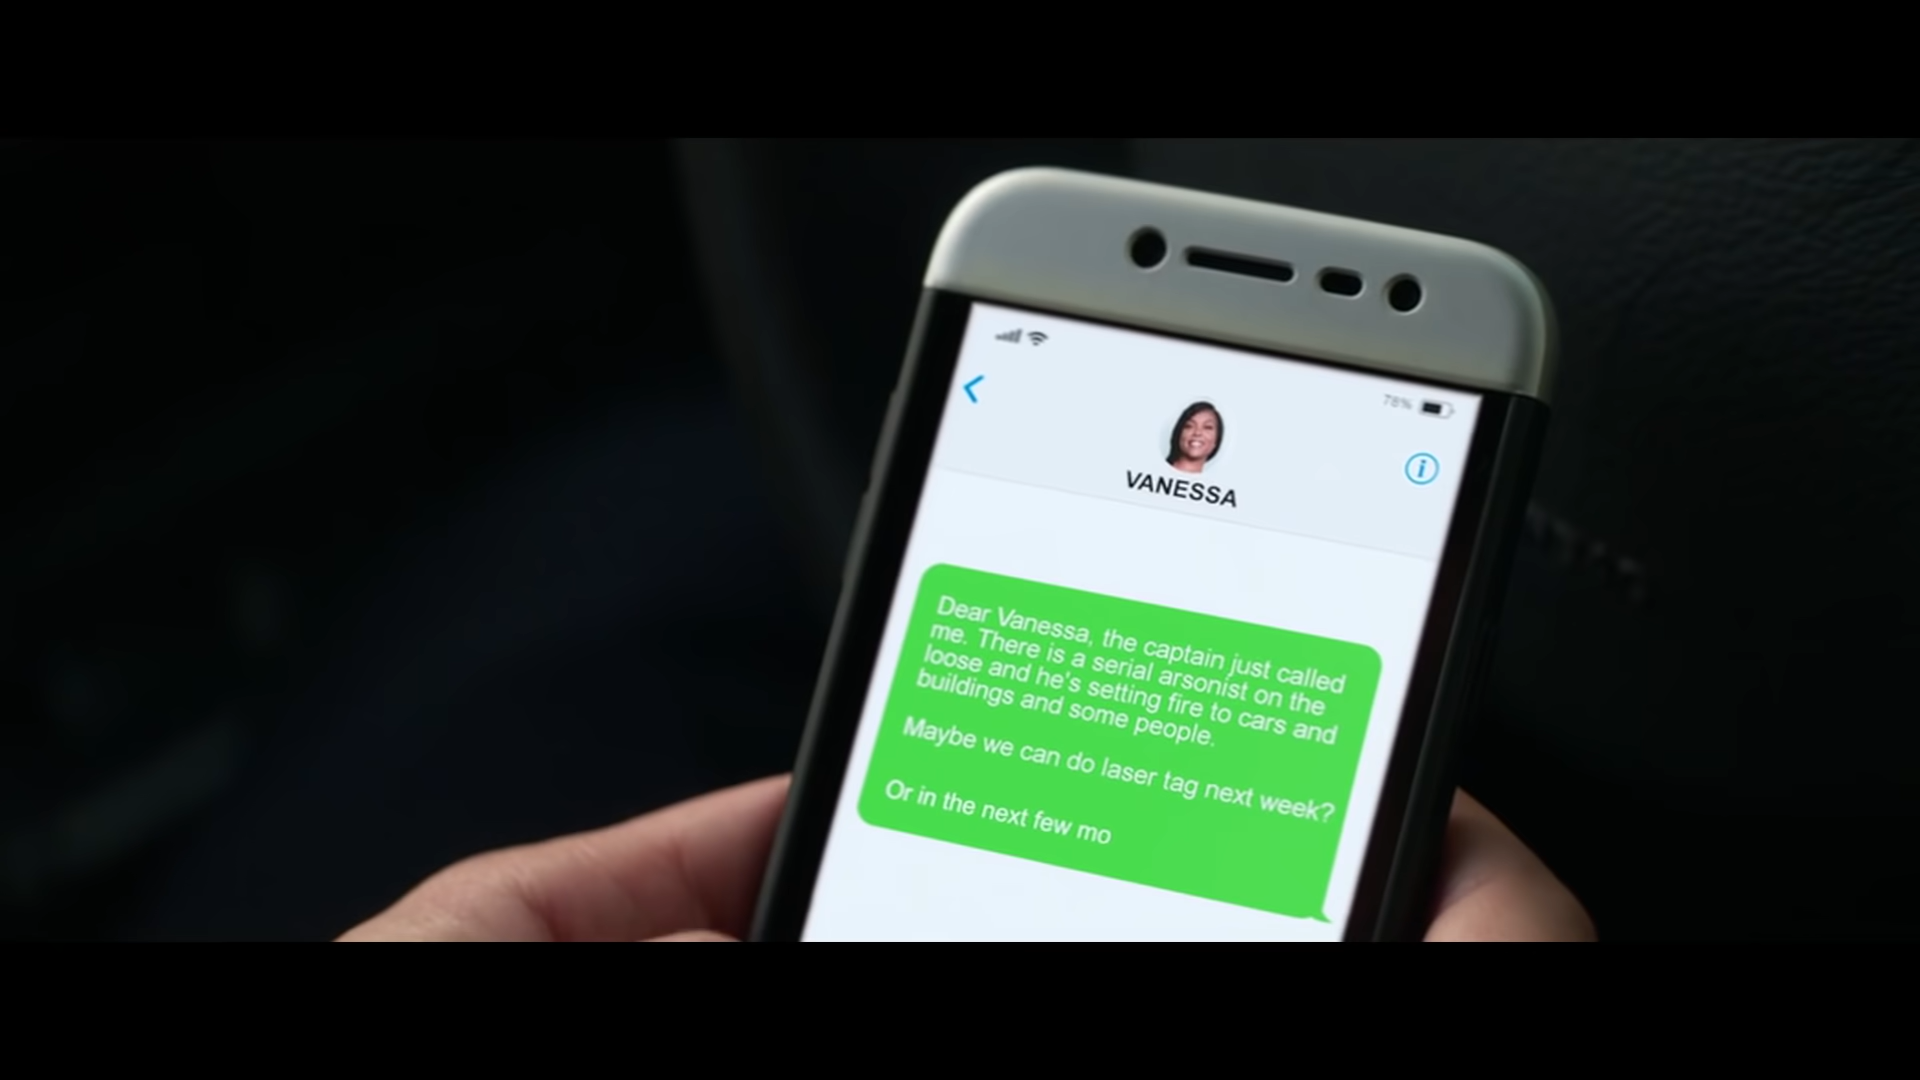 78%
VANESSA
Dear Vanessa, the captain just called
me. There is a serial arsonist on the
loose and he's setting fire to cars and
buildings and some people.
Maybe we can do laser tag next week?
Or in the next few mo